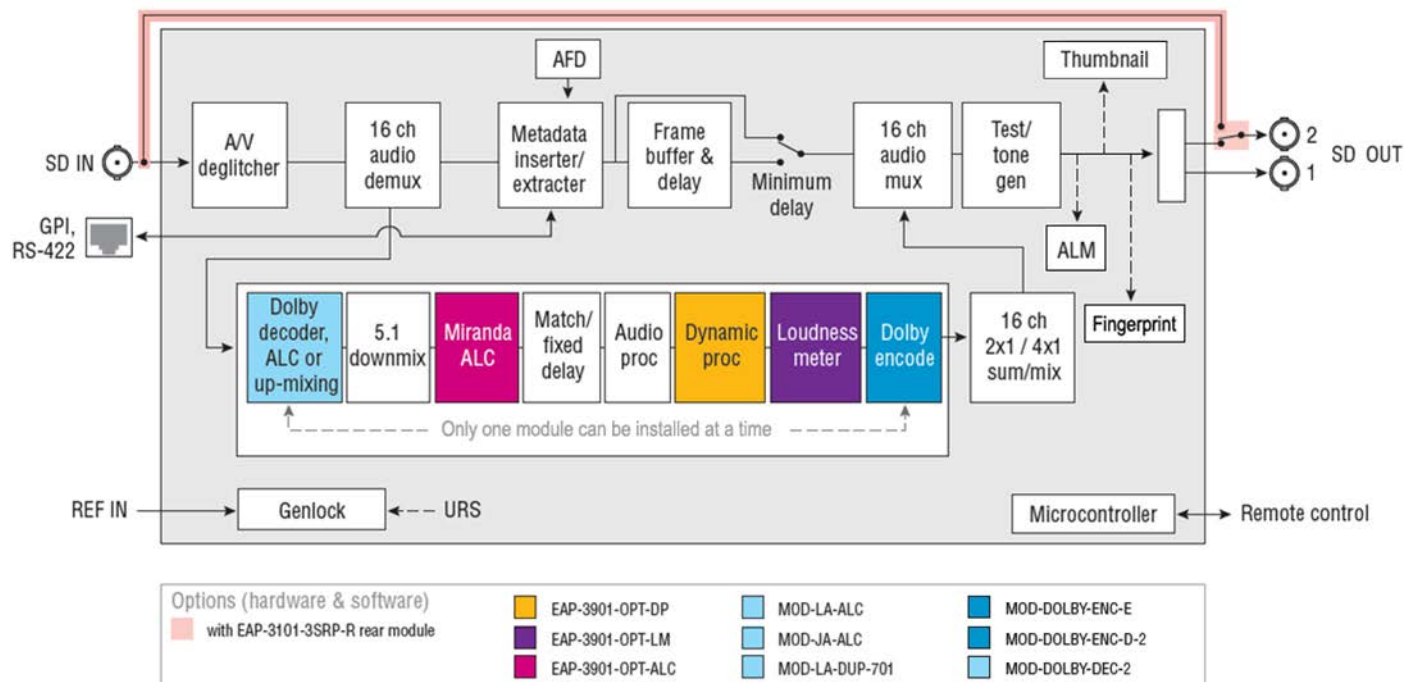 AFD
Thumbnail
SD IN
A/V
deglitcher
16 ch
audio
demux
Metadata
inserter/
extracter
Frame
buffer &
delay
Minimum
delay
16 ch
audio
mux
Test/
tone
gen
2
SD OUT
1
GPI,
RS-422
ALM
Fingerprint
Dolby
decoder,
ALC or
up-mixing
5.1
downmix
Miranda
ALC
Match/
fixed
delay
Audio
proc
Dynamic
proc
Loudness
meter
Dolby
encode
16 ch
2x1 / 4x1
sum/mix
Only one module can be installed at a time
REF IN
Genlock
URS
Microcontroller
Remote control
Options (hardware & software)
with EAP-3101-3SRP-R rear module
EAP-3901-OPT-DP
EAP-3901-OPT-LM
EAP-3901-OPT-ALC
MOD-LA-ALC
MOD-JA-ALC
MOD-LA-DUP-701
MOD-DOLBY-ENC-E
MOD-DOLBY-ENC-D-2
MOD-DOLBY-DEC-2